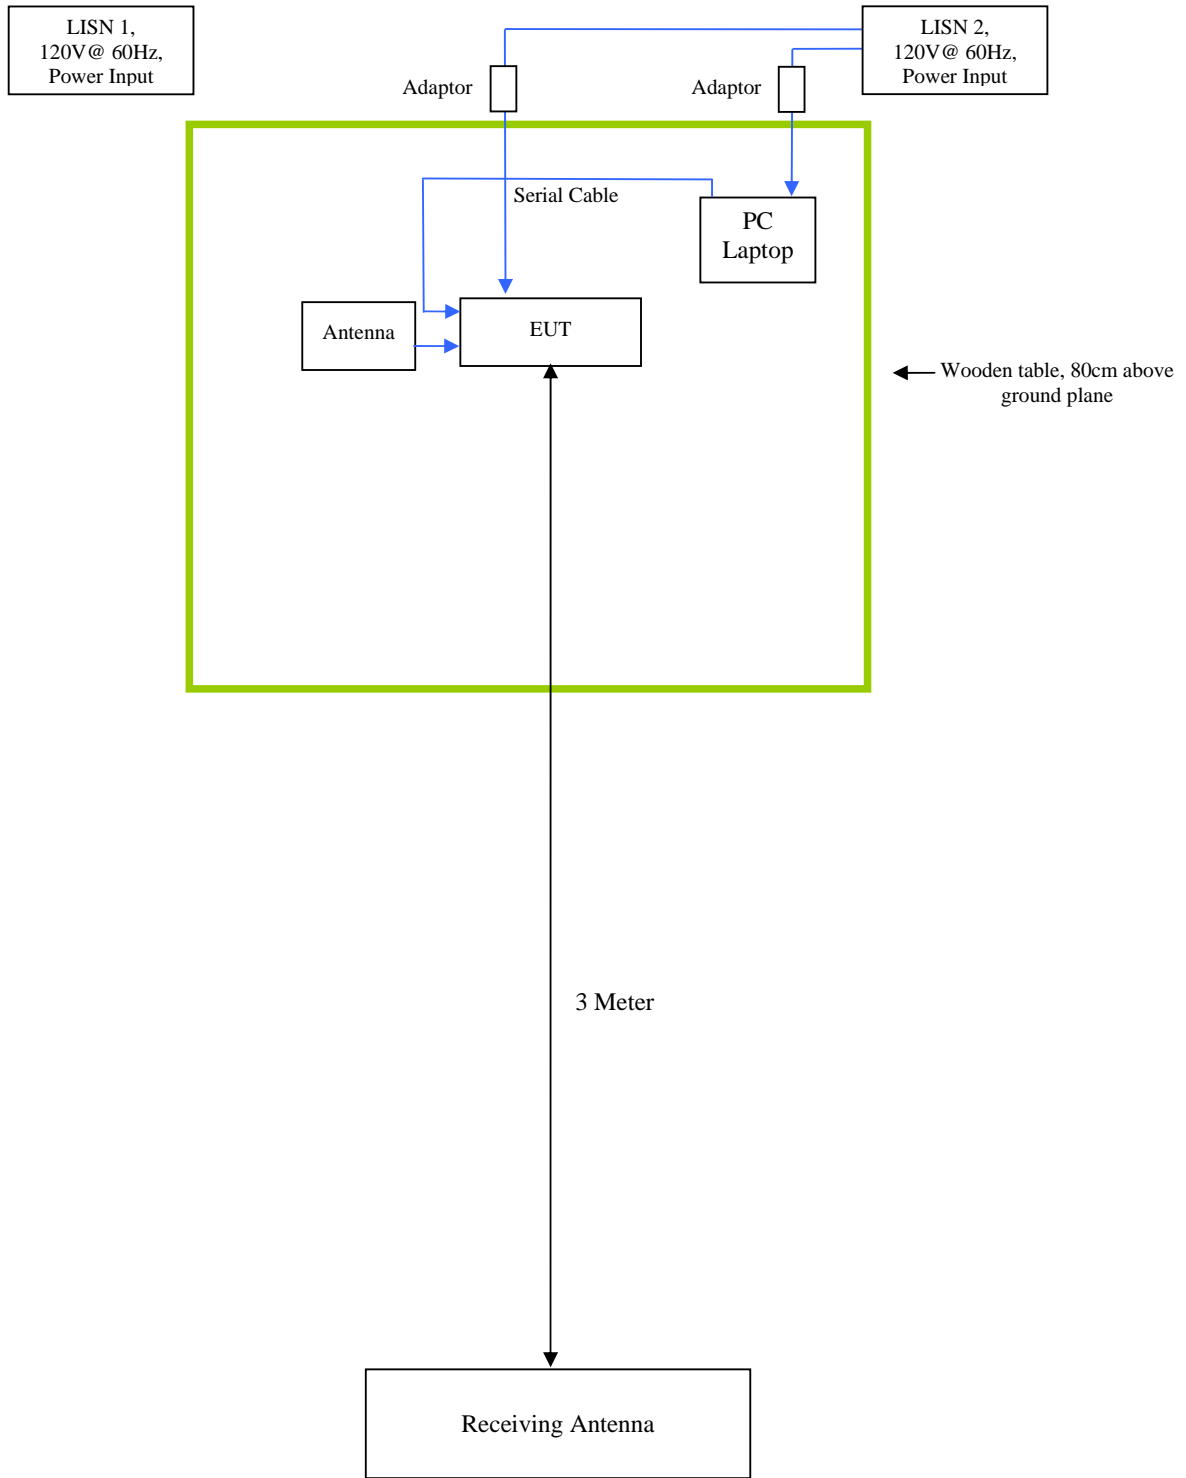 LISN 1,
120V@ 60Hz,
Power Input
LISN 2,
120V@ 60Hz,
Power Input
Adaptor
Adaptor
Serial Cable
PC
Laptop
Antenna
EUT
Wooden table, 80cm above
ground plane
3 Meter
Receiving Antenna